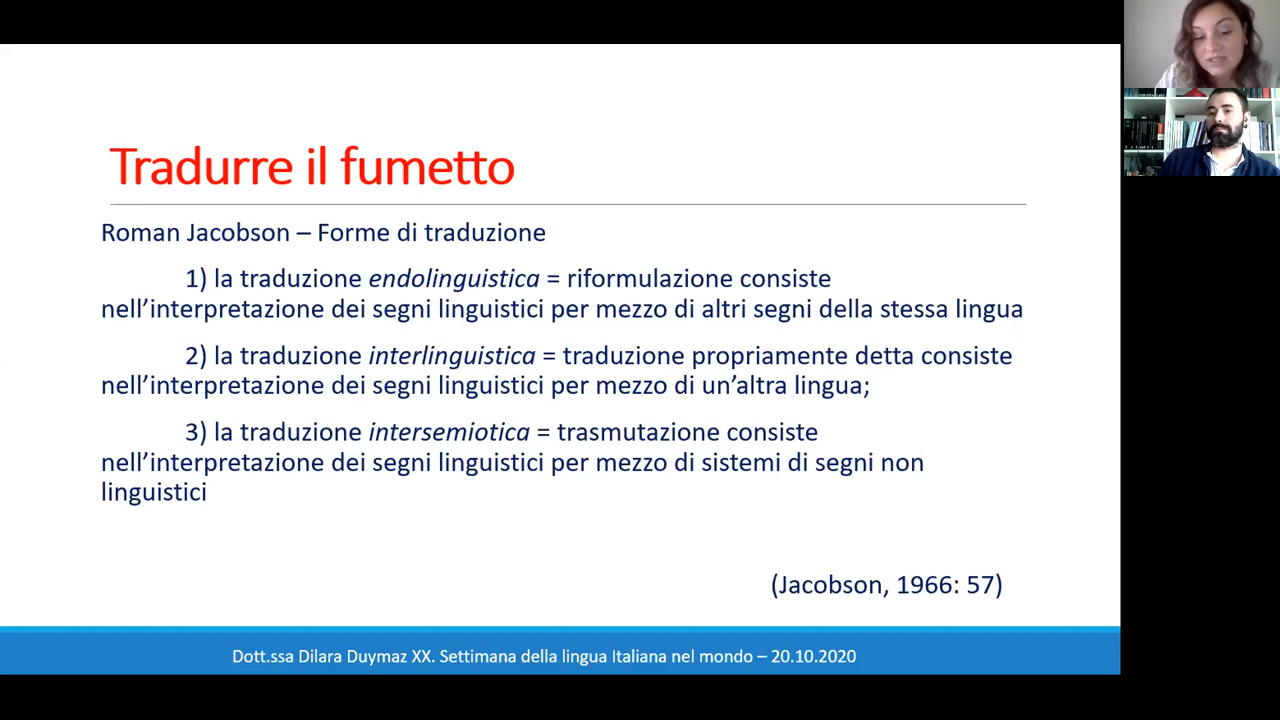 Tradurre il fumetto
Roman Jacobson – Forme di traduzione
1) la traduzione endolinguistica = riformulazione consiste
nell’interpretazione dei segni linguistici per mezzo di altri segni della stessa lingua
2) la traduzione interlinguistica = traduzione propriamente detta consiste
nell’interpretazione dei segni linguistici per mezzo di un’altra lingua;
3) la traduzione intersemiotica = trasmutazione consiste
nell’interpretazione dei segni linguistici per mezzo di sistemi di segni non
linguistici
(Jacobson, 1966: 57)
Dott.ssa Dilara Duymaz XX. Settimana della lingua Italiana nel mondo – 20.10.2020